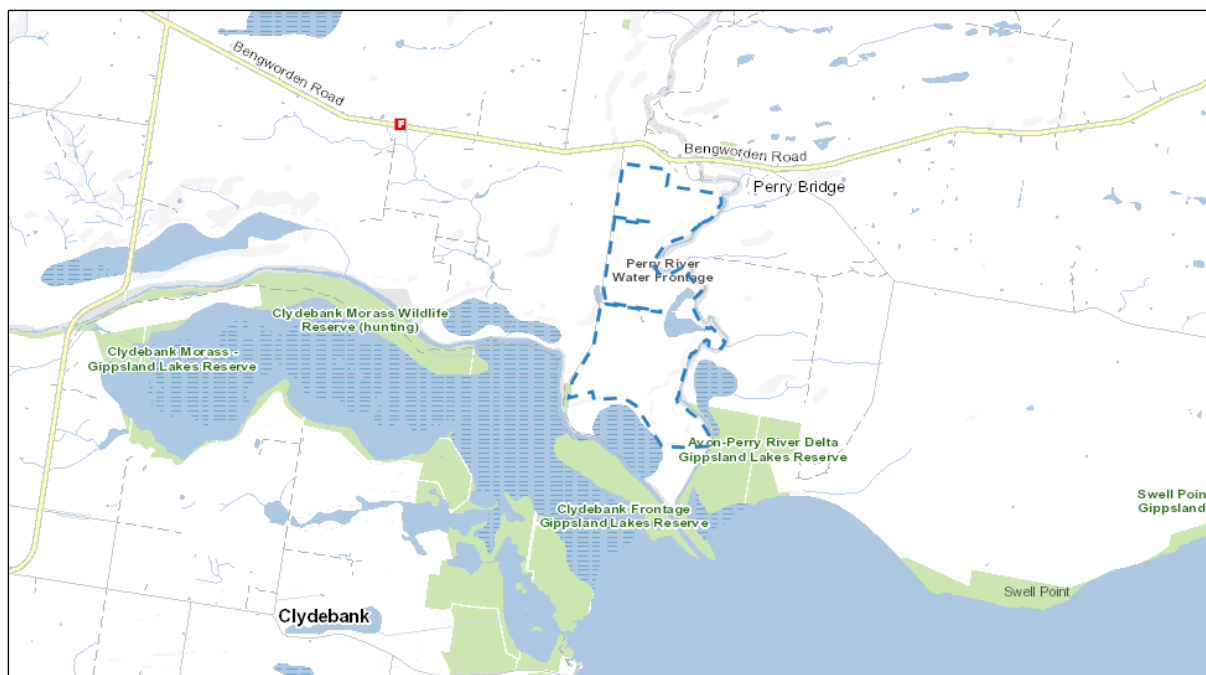 Bengworden Road
Bengworden Road
Perry Bridge
Perry River
Water Frontage
Clydebank Morass Wildlife
Reserve (hunting)
Clydebank Morass -
Gippsland Lakes Reserve
Avon-Perry River Delta
Gippsland Lakes Reserve
Clydebank Frontage
Gippsland Lakes Reserve
Swell Poin
Gippsland
Swell Point
Clydebank